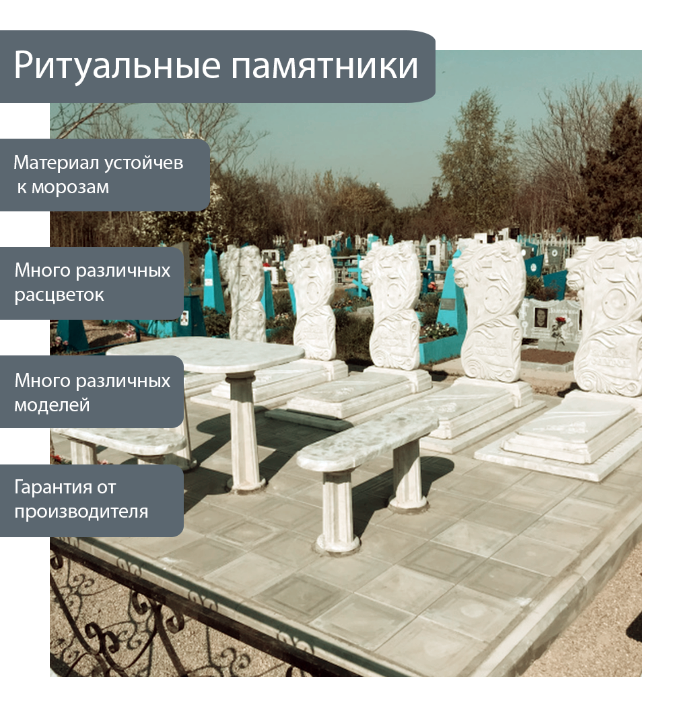 Ритуальные памятники
Материал устойчев
к морозам
Много различных
расцветок
Много различных
моделей
Гарантия от
производителя